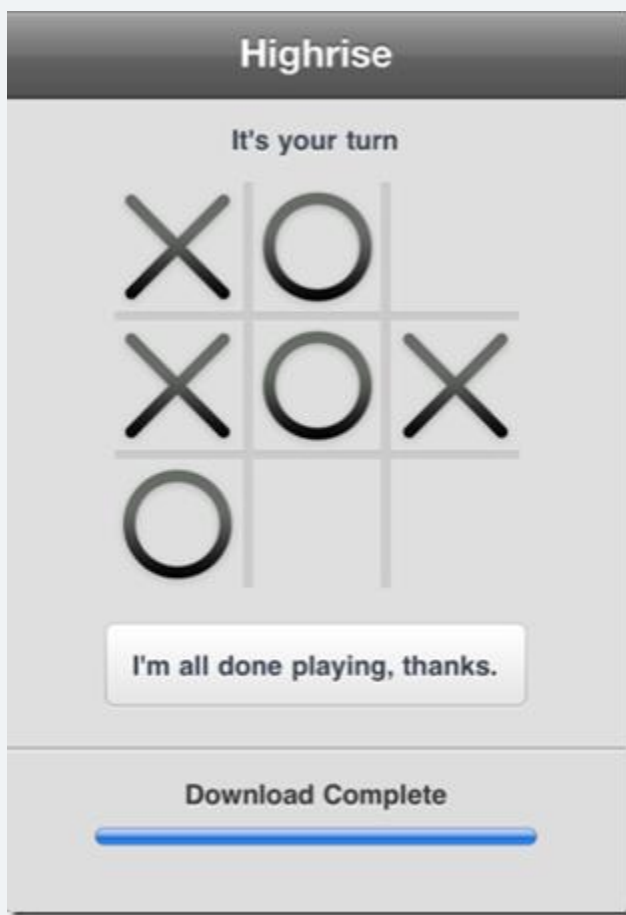 Highrise
It's your turn
I'm all done playing, thanks.
Download Complete